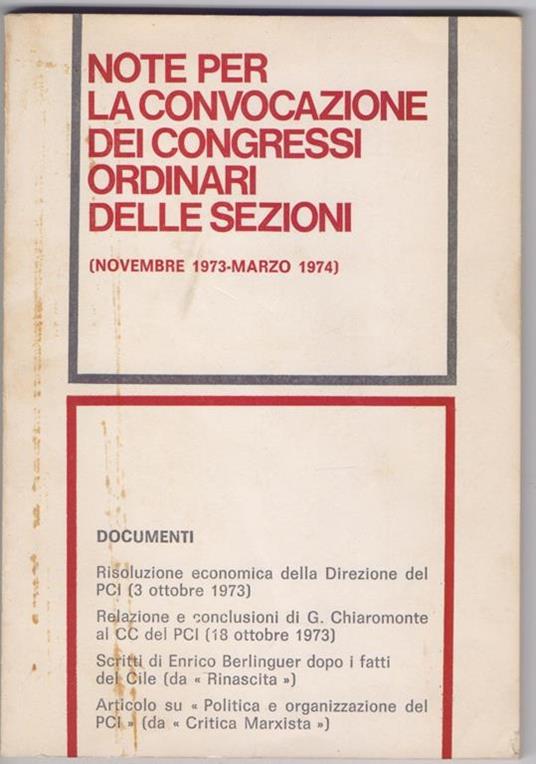 NOTE PER
LA CONVOCAZIONE
DEI CONGRESSI
ORDINARI
DELLE SEZIONI
(NOVEMBRE 1973-MARZO 1974)
DOCUMENTI
Risoluzione economica della Direzione del
PCI (3 ottobre 1973)
Relazione e conclusioni di G. Chiaromonte
al CC del PCI (18 ottobre 1973)
Scritti di Enrico Berlinguer dopo i fatti
del Cile (da « Rinascita »)
Articolo su « Politica e organizzazione del
PCI » (da « Critica Marxista »)